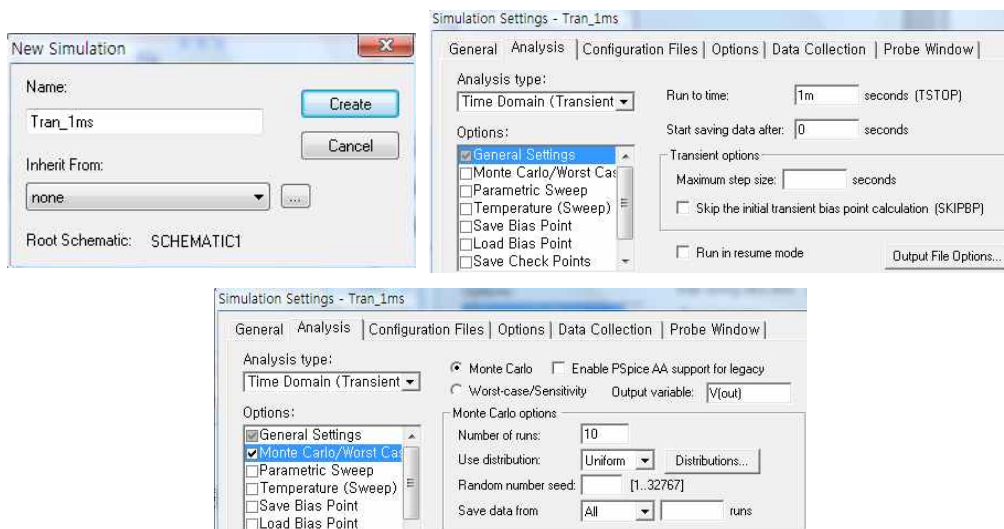 New Simulation
Name:
Tran_1ms
Create
Cancel
Inherit From:
none
...
Root Schematic: SCHEMATIC1
Simulation Settings - Tran_1ms
General Analysis Configuration Files Options Data Collection Probe Window
Analysis type:
Time Domain (Transient
Options:
General Settings
Monte Carlo/Worst Cas
Parametric Sweep
Temperature (Sweep)
Save Bias Point
Load Bias Point
Save Check Points
Run to time: 1m seconds (TSTOP)
Start saving data after: 0 seconds
Transient options
Maximum step size: seconds
Skip the initial transient bias point calculation (SKIPBP)
Run in resume mode
Output File Options...
Simulation Settings - Tran_1ms
General Analysis Configuration Files Options Data Collection Probe Window
Analysis type:
Time Domain (Transient
Options:
General Settings
Monte Carlo/Worst Cas
Parametric Sweep
Temperature (Sweep)
Save Bias Point
Load Bias Point
Monte Carlo Enable PSpice AA support for legacy
Worst-case/Sensitivity Output variable: V(out)
Monte Carlo options
Number of runs: 10
Use distribution: Uniform Distributions...
Random number seed: [1..32767]
Save data from All runs